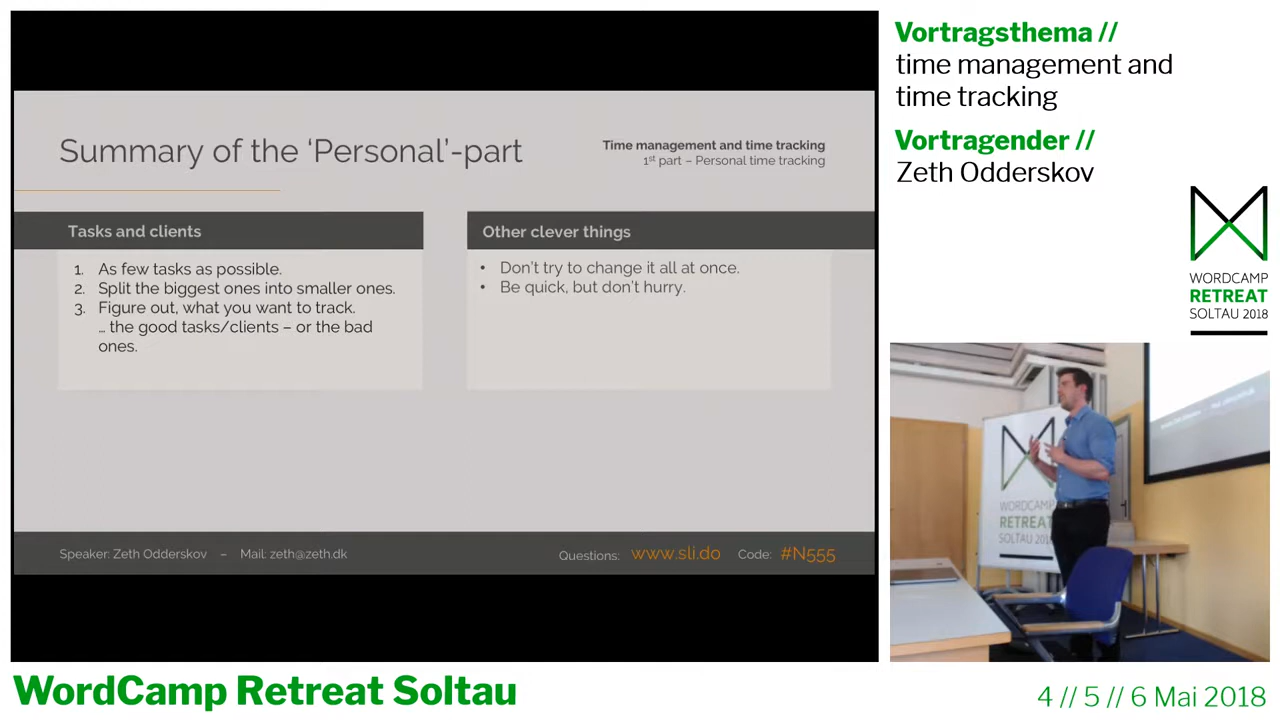 Summary of the ‘Personal’-part
Time management and time tracking
1st part – Personal time tracking
Tasks and clients
1. As few tasks as possible.
2. Split the biggest ones into smaller ones.
3. Figure out, what you want to track.
… the good tasks/clients – or the bad
ones.
Other clever things
• Don’t try to change it all at once.
• Be quick, but don’t hurry.
Speaker: Zeth Odderskov – Mail: zeth@zeth.dk
Questions: www.sli.do Code: #N555
Vortragsthema //
time management and
time tracking
Vortragender //
Zeth Odderskov
WORDCAMP
RETREAT
SOLTAU 2018
WORDCAMP
RETREAT
SOLTAU 201
WordCamp Retreat Soltau
4 // 5 // 6 Mai 2018